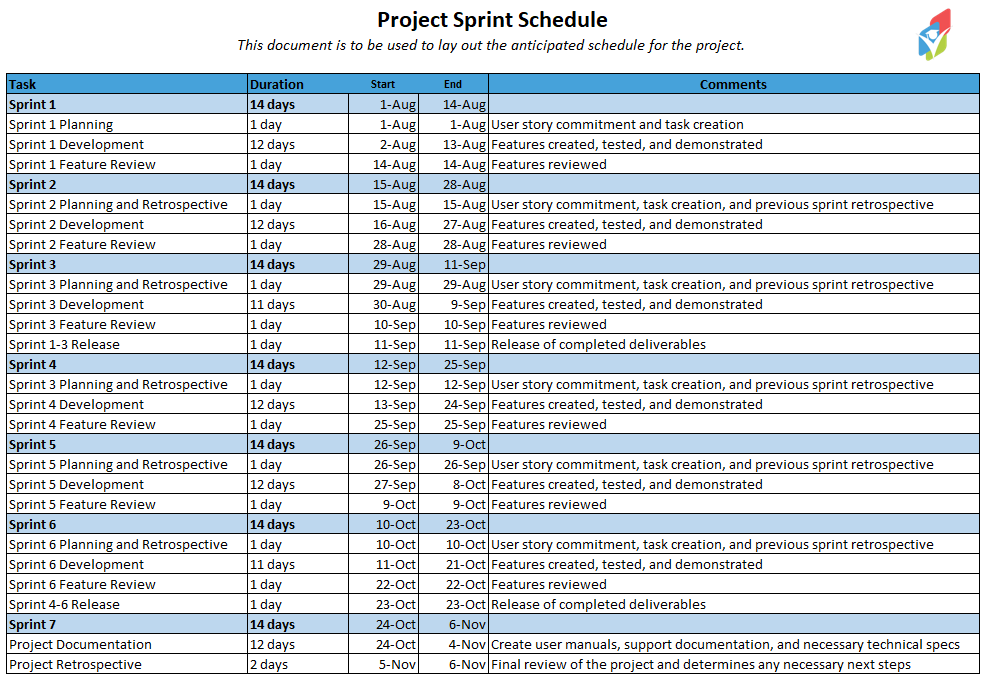 Project Sprint Schedule
This document is to be used to lay out the anticipated schedule for the project.
Task Duration Start End Comments
Sprint 1 14 days 1-Aug 14-Aug
Sprint 1 Planning 1 day 1-Aug 1-Aug User story commitment and task creation
Sprint 1 Development 12 days 2-Aug 13-Aug Features created, tested, and demonstrated
Sprint 1 Feature Review 1 day 14-Aug 14-Aug Features reviewed
Sprint 2 14 days 15-Aug 28-Aug
Sprint 2 Planning and Retrospective 1 day 15-Aug 15-Aug User story commitment, task creation, and previous sprint retrospective
Sprint 2 Development 12 days 16-Aug 27-Aug Features created, tested, and demonstrated
Sprint 2 Feature Review 1 day 28-Aug 28-Aug Features reviewed
Sprint 3 14 days 29-Aug 11-Sep
Sprint 3 Planning and Retrospective 1 day 29-Aug 29-Aug User story commitment, task creation, and previous sprint retrospective
Sprint 3 Development 11 days 30-Aug 9-Sep Features created, tested, and demonstrated
Sprint 3 Feature Review 1 day 10-Sep 10-Sep Features reviewed
Sprint 1-3 Release 1 day 11-Sep 11-Sep Release of completed deliverables
Sprint 4 14 days 12-Sep 25-Sep
Sprint 3 Planning and Retrospective 1 day 12-Sep 12-Sep User story commitment, task creation, and previous sprint retrospective
Sprint 4 Development 12 days 13-Sep 24-Sep Features created, tested, and demonstrated
Sprint 4 Feature Review 1 day 25-Sep 25-Sep Features reviewed
Sprint 5 14 days 26-Sep 9-Oct
Sprint 5 Planning and Retrospective 1 day 26-Sep 26-Sep User story commitment, task creation, and previous sprint retrospective
Sprint 5 Development 12 days 27-Sep 8-Oct Features created, tested, and demonstrated
Sprint 5 Feature Review 1 day 9-Oct 9-Oct Features reviewed
Sprint 6 14 days 10-Oct 23-Oct
Sprint 6 Planning and Retrospective 1 day 10-Oct 10-Oct User story commitment, task creation, and previous sprint retrospective
Sprint 6 Development 11 days 11-Oct 21-Oct Features created, tested, and demonstrated
Sprint 6 Feature Review 1 day 22-Oct 22-Oct Features reviewed
Sprint 4-6 Release 1 day 23-Oct 23-Oct Release of completed deliverables
Sprint 7 14 days 24-Oct 6-Nov
Project Documentation 12 days 24-Oct 4-Nov Create user manuals, support documentation, and necessary technical specs
Project Retrospective 2 days 5-Nov 6-Nov Final review of the project and determines any necessary next steps